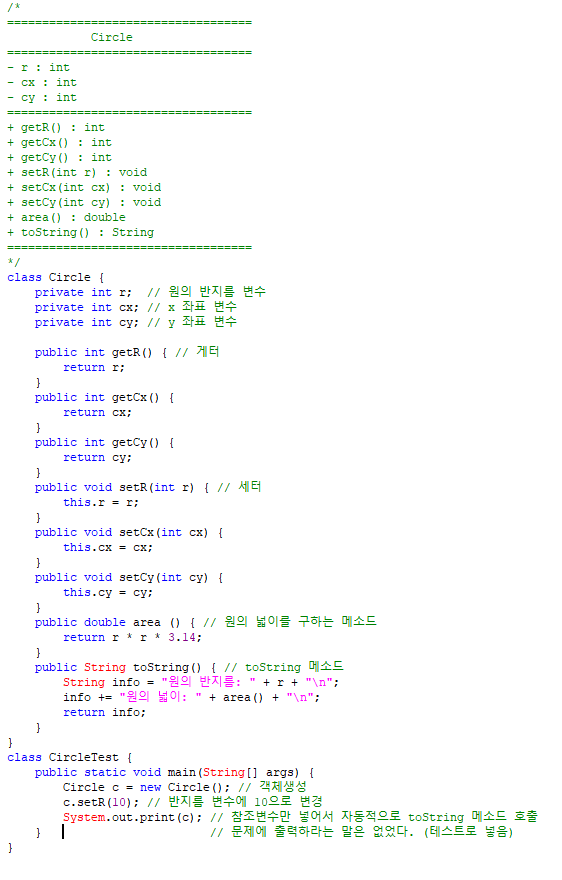 /*
===================================
Circle
===================================
- r : int
- cx : int
- cy : int
===================================
+ getR() : int
+ getCx() : int
+ getCy() : int
+ setR(int r) : void
+ setCx(int cx) : void
+ setCy(int cy) : void
+ area() : double
+ toString() : String
===================================
*/
class Circle {
    private int r;  // 원의 반지름 변수
    private int cx; // x 좌표 변수
    private int cy; // y 좌표 변수
    public int getR() { // 게터
        return r;
    }
    public int getCx() {
        return cx;
    }
    public int getCy() {
        return cy;
    }
    public void setR(int r) { // 세터
        this.r = r;
    }
    public void setCx(int cx) {
        this.cx = cx;
    }
    public void setCy(int cy) {
        this.cy = cy;
    }
    public double area () { // 원의 넓이를 구하는 메소드
        return r * r * 3.14;
    }
    public String toString() { // toString 메소드
        String info = "원의 반지름: " + r + "\n";
        info += "원의 넓이: " + area() + "\n";
        return info;
    }
}
class CircleTest {
    public static void main(String[] args) {
        Circle c = new Circle(); // 객체생성
        c.setR(10); // 반지름 변수에 10으로 변경
        System.out.print(c); // 참조변수만 넣어서 자동적으로 toString 메소드 호출
    }                        // 문제에 출력하라는 말은 없었다. (테스트로 넣음)
}